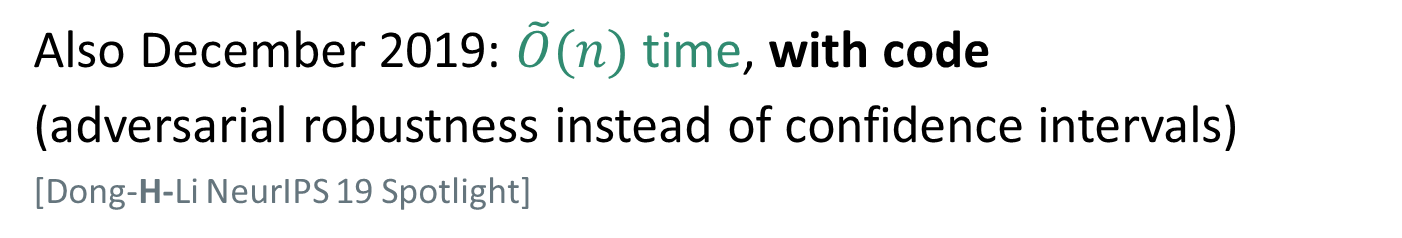 Also December 2019: Õ(n) time, with code
(adversarial robustness instead of confidence intervals)
[Dong-H-Li NeurIPS 19 Spotlight]